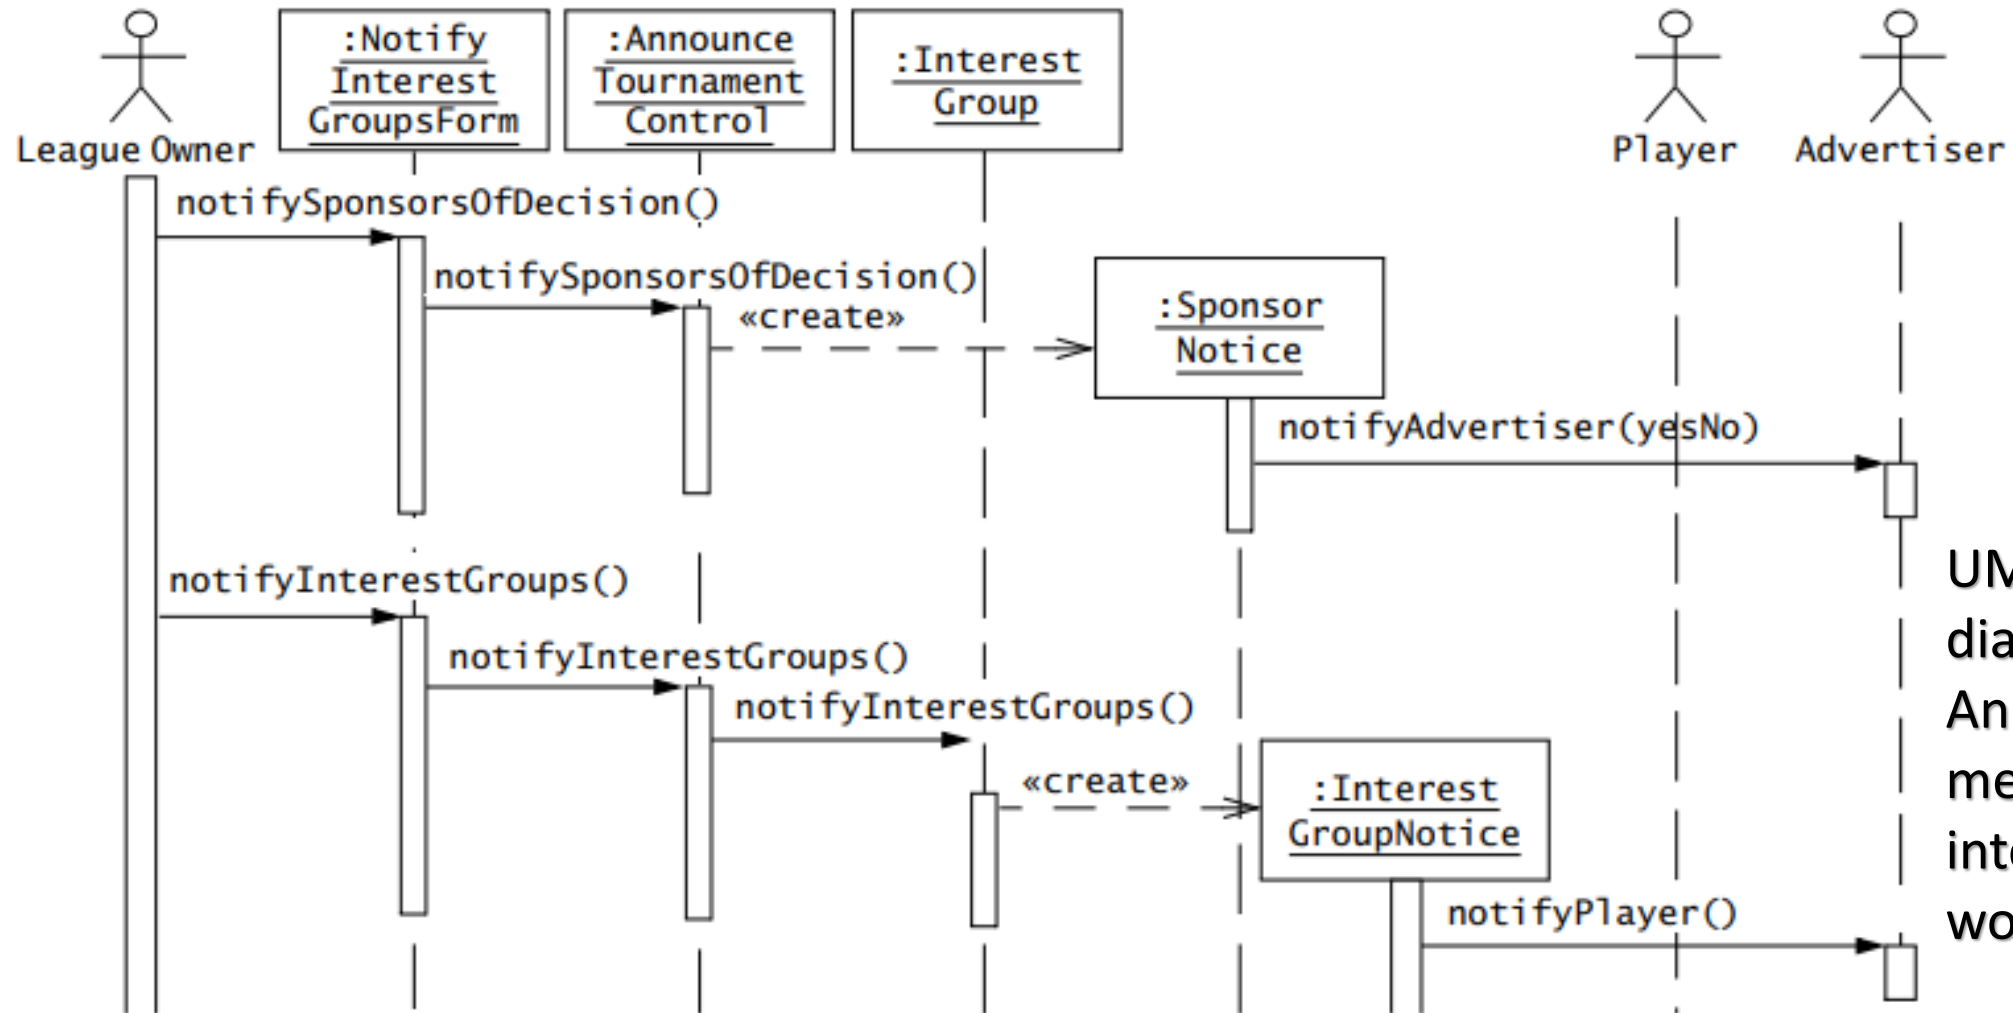 :Notify
Interest
GroupsForm
:Announce
Tournament
Control
:Interest
Group
League Owner
Player
Advertiser
notifySponsorsOfDecision()
notifySponsorsOfDecision()
«create»
:Sponsor
Notice
notifyAdvertiser(yesNo)
notifyInterestGroups()
notifyInterestGroups()
notifyInterestGroups()
«create»
:Interest
GroupNotice
notifyPlayer()
UM
dia
An
me
inte
wo